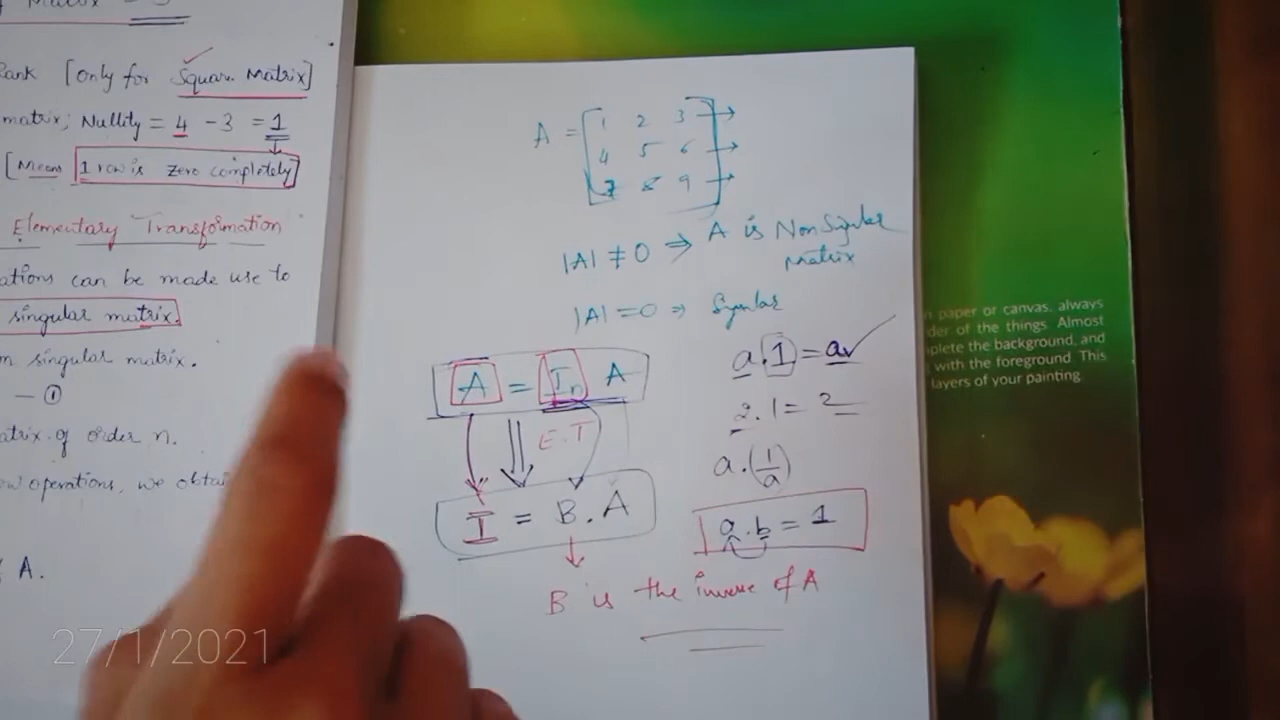 Rank [only for Square Matrix]
matrix; Nullity = 4 - 3 = 1
[Means 1 row is zero completely]
Elementary Transformation
ations can be made use to
singular matrix.
singular matrix.
— ①
of order n.
operations, we obtai
A.
A = [1 2 3
4 5 6
7 8 9]
|A| ≠ 0 ⇒ A is Non Singular
Matrix
|A| = 0 ⇒ Singular
A = In A
E.T
I = B. A
B is the inverse of A
a.1 = a ✓
2. 1 = 2
a. (1/a)
a. b = 1
n paper or canvas, always
der of the things. Almost
plete the background, and
with the foreground. This
layers of your painting.
27/1/2021